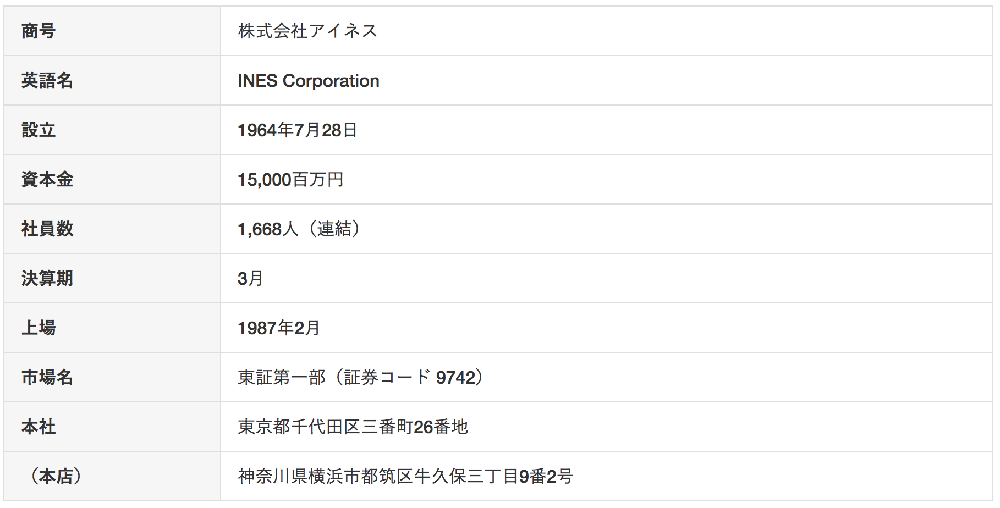 商号 株式会社アイネス
英語名 INES Corporation
設立 1964年7月28日
資本金 15,000百万円
社員数 1,668人（連結）
決算期 3月
上場 1987年2月
市場名 東証第一部（証券コード 9742）
本社 東京都千代田区三番町26番地
（本店） 神奈川県横浜市都筑区牛久保三丁目9番2号